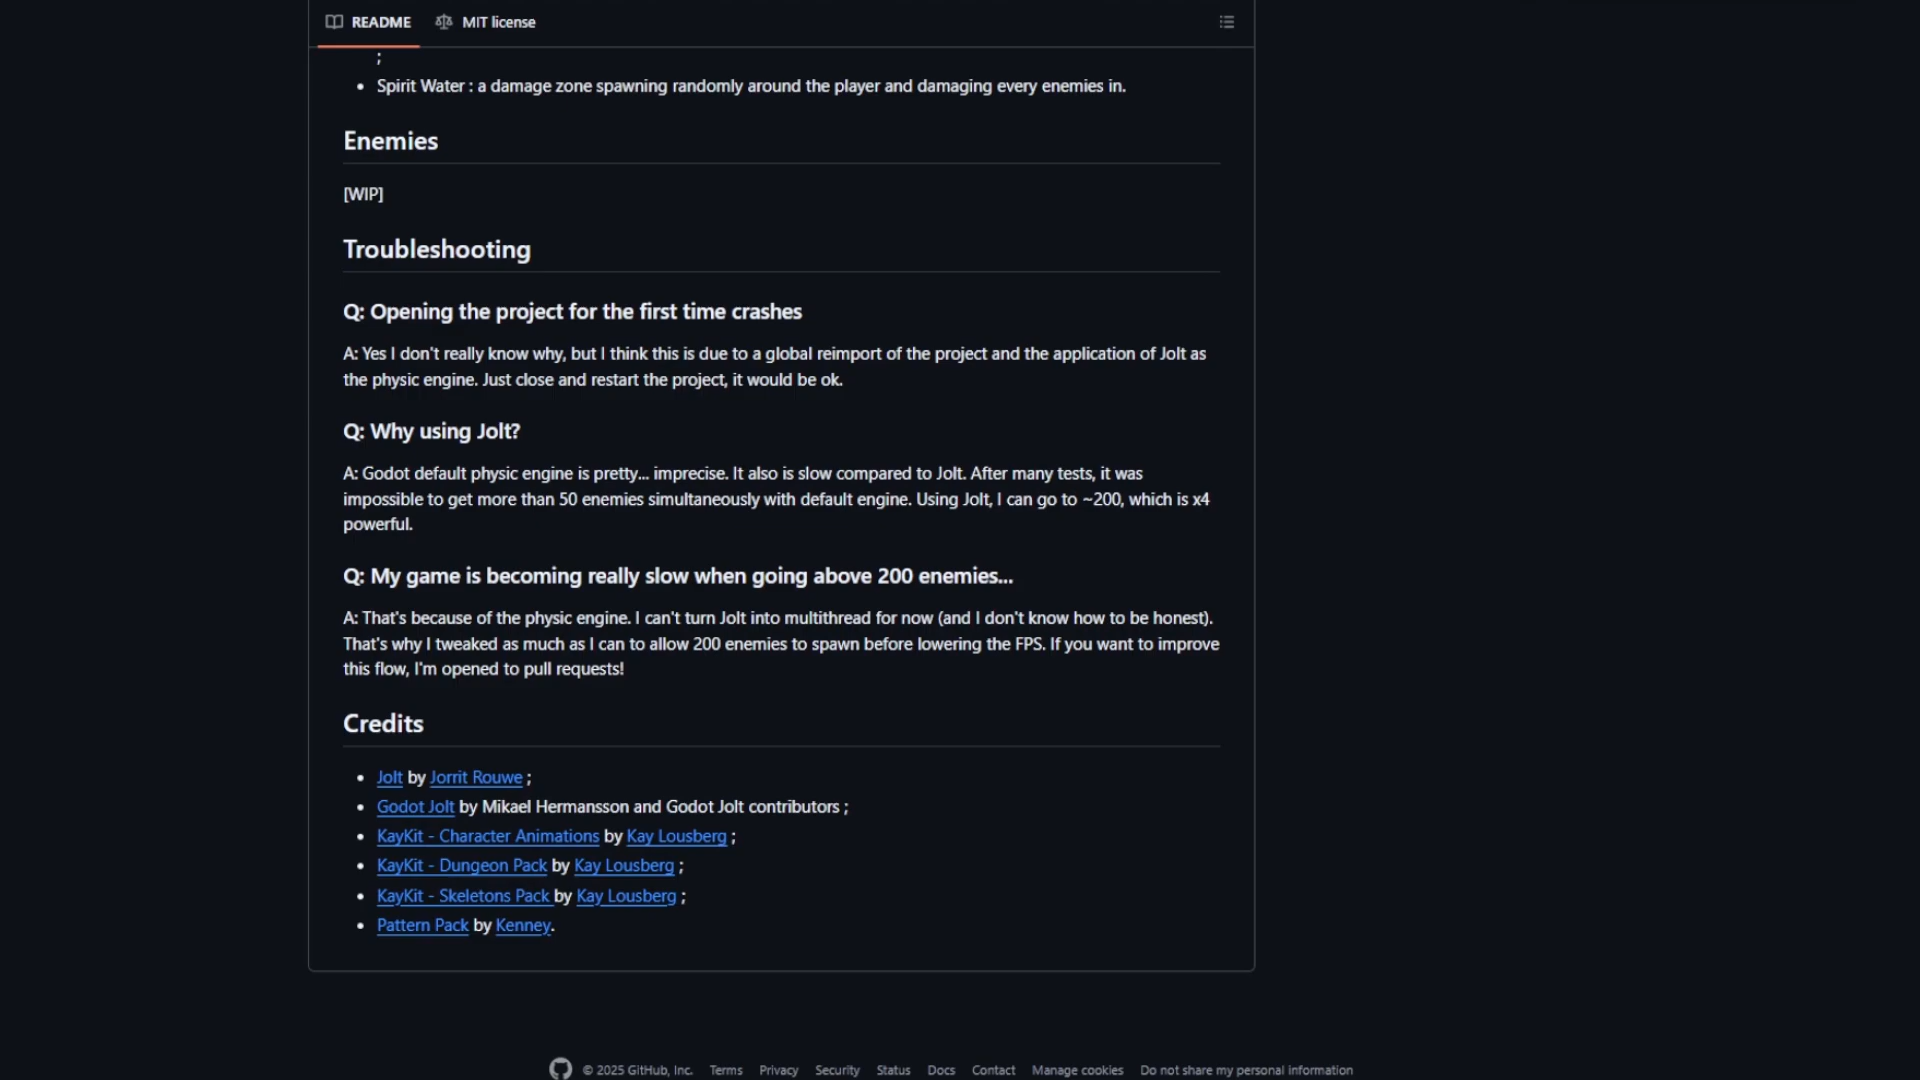 README MIT license
;
Spirit Water : a damage zone spawning randomly around the player and damaging every enemies in.
Enemies
[WIP]
Troubleshooting
Q: Opening the project for the first time crashes
A: Yes I don't really know why, but I think this is due to a global reimport of the project and the application of Jolt as
the physic engine. Just close and restart the project, it would be ok.
Q: Why using Jolt?
A: Godot default physic engine is pretty... imprecise. It also is slow compared to Jolt. After many tests, it was
impossible to get more than 50 enemies simultaneously with default engine. Using Jolt, I can go to ~200, which is x4
powerful.
Q: My game is becoming really slow when going above 200 enemies...
A: That's because of the physic engine. I can't turn Jolt into multithread for now (and I don't know how to be honest).
That's why I tweaked as much as I can to allow 200 enemies to spawn before lowering the FPS. If you want to improve
this flow, I'm opened to pull requests!
Credits
Jolt by Jorrit Rouwe ;
Godot Jolt by Mikael Hermansson and Godot Jolt contributors ;
KayKit - Character Animations by Kay Lousberg ;
KayKit - Dungeon Pack by Kay Lousberg ;
KayKit - Skeletons Pack by Kay Lousberg ;
Pattern Pack by Kenney.
© 2025 GitHub, Inc. Terms Privacy Security Status Docs Contact Manage cookies Do not share my personal information